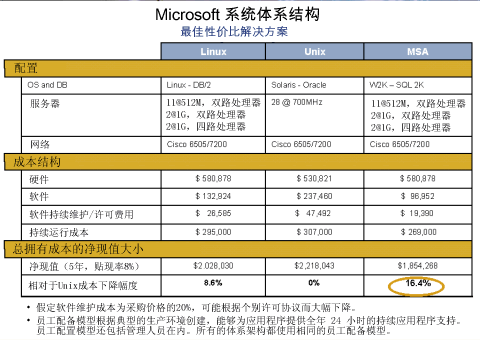 Microsoft 系统体系结构
最佳性价比解决方案
Linux Unix MSA
配置
OS and DB Linux - DB/2 Solaris - Oracle W2K – SQL 2K
服务器 11@512M，双路处理器 28 @ 700MHz 11@512M，双路处理器
2@1G，双路处理器 2@1G，双路处理器
2@1G，四路处理器 2@1G，四路处理器
网络 Cisco 6505/7200 Cisco 6505/7200 Cisco 6505/7200
成本结构
硬件 $ 580,878 $ 530,821 $ 580,878
软件 $ 132,924 $ 237,460 $ 96,952
软件持续维护/许可费用 $ 26,585 $ 47,492 $ 19,390
持续运行成本 $ 295,000 $ 307,000 $ 269,000
总拥有成本的净现值大小
净现值（5年，贴现率8%） $2,028,030 $2,218,043 $1,854,268
相对于Unix成本下降幅度 8.6% 0% 16.4%
• 假定软件维护成本为采购价格的20%，可能根据个别许可协议而大幅下降。
• 员工配备模型根据典型的生产环境创建，能够为应用程序提供全年 24 小时的持续应用程序支持。
员工配置模型还包括管理人员在内。所有的体系架构都使用相同的员工配备模型。